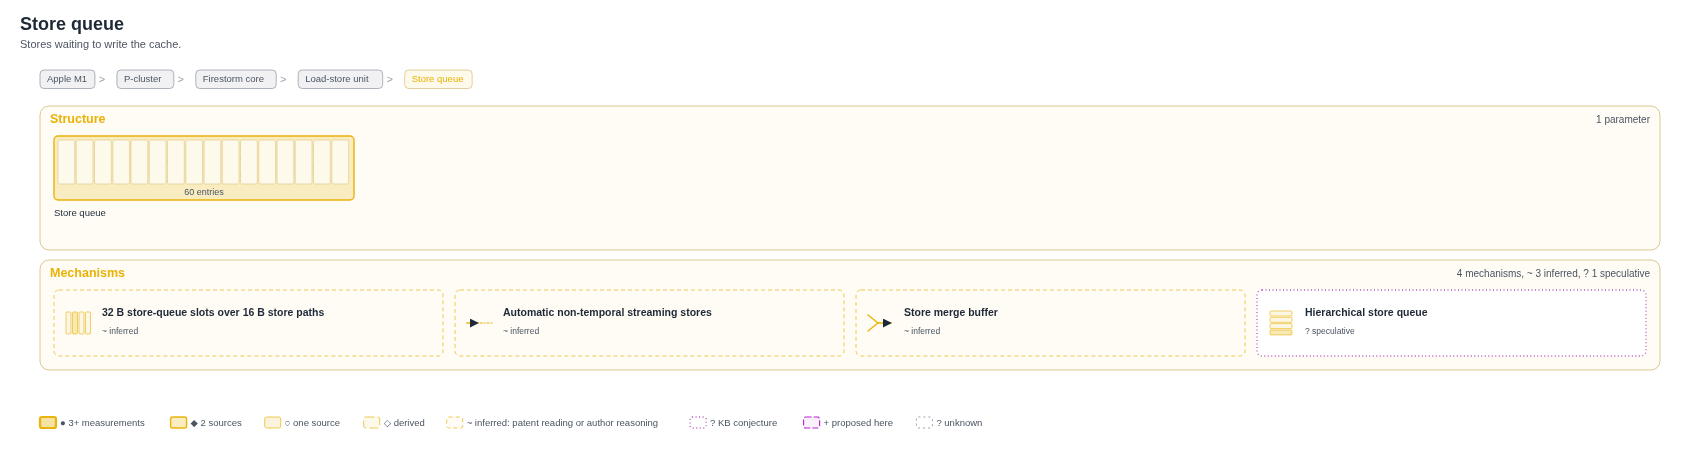 Store queue
Stores waiting to write the cache.
Apple M1 > P-cluster > Firestorm core > Load-store unit > Store queue
Structure
1 parameter
60 entries
Store queue
Mechanisms
4 mechanisms, ~ 3 inferred, ? 1 speculative
32 B store-queue slots over 16 B store paths
~ inferred
Automatic non-temporal streaming stores
~ inferred
Store merge buffer
~ inferred
Hierarchical store queue
? speculative
● 3+ measurements ◆ 2 sources ○ one source ◇ derived ~ inferred: patent reading or author reasoning ? KB conjecture + proposed here ? unknown